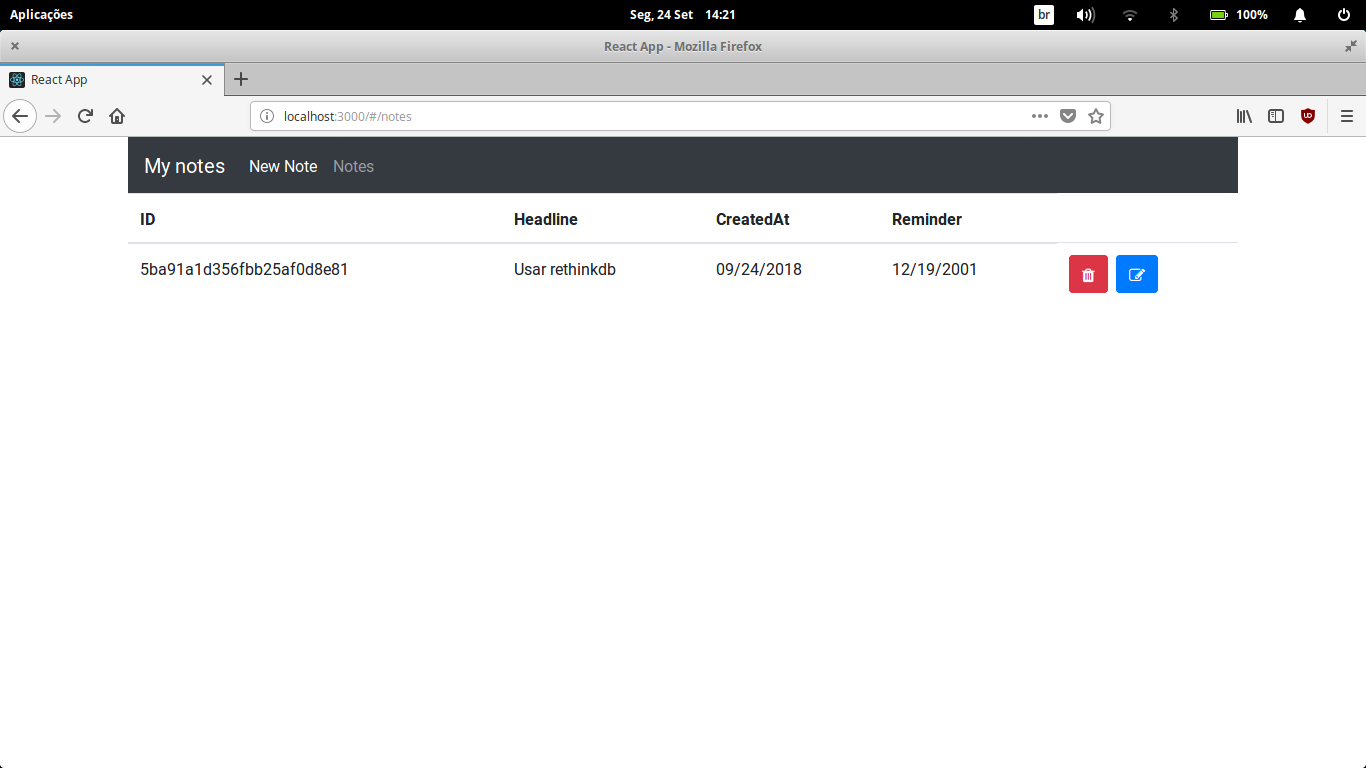 Aplicações Seg, 24 Set 14:21 br 100%
React App - Mozilla Firefox
React App
localhost:3000/#/notes
My notes New Note Notes
ID Headline CreatedAt Reminder
5ba91a1d356fbb25af0d8e81 Usar rethinkdb 09/24/2018 12/19/2001